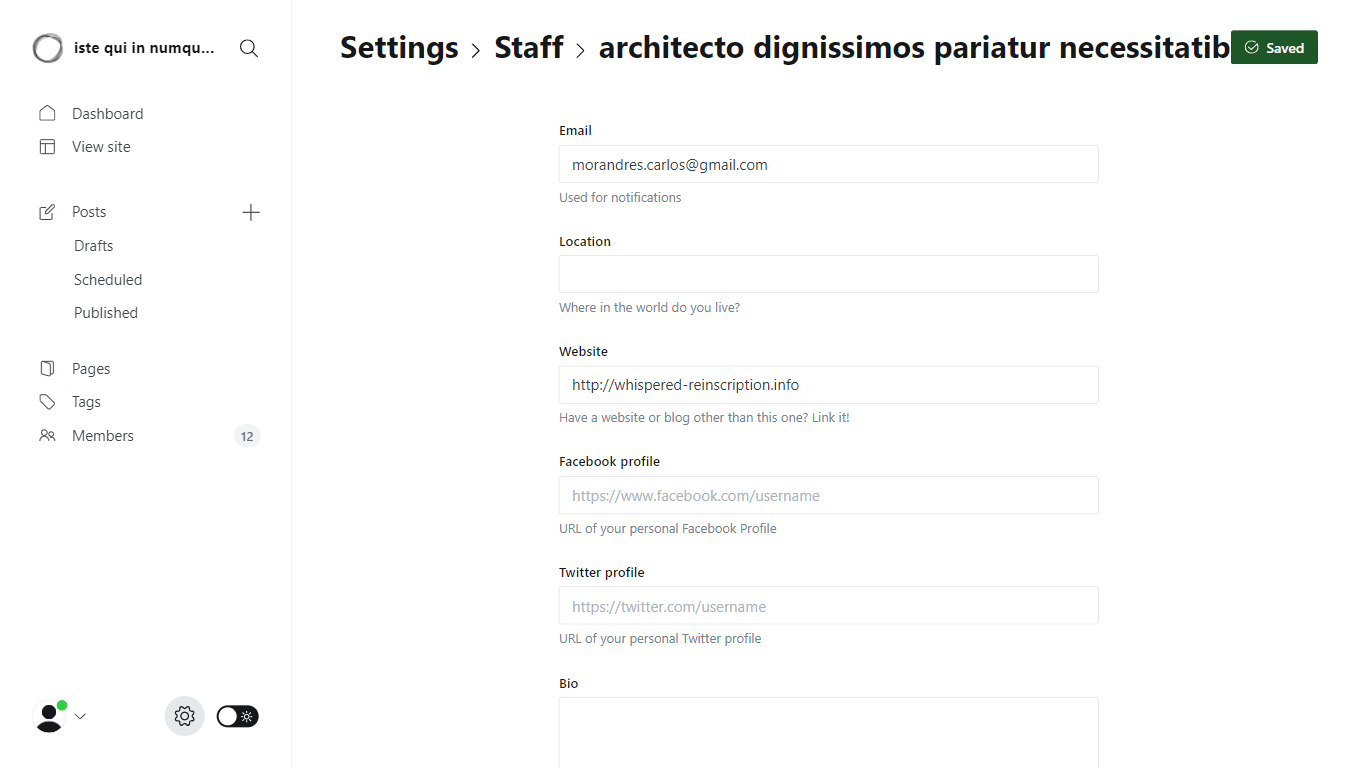 iste qui in numqu...
Settings
Staff
architecto dignissimos pariatur necessitatib
Saved
Dashboard
View site
Posts
Drafts
Scheduled
Published
Pages
Tags
Members
12
Email
morandres.carlos@gmail.com
Used for notifications
Location
Where in the world do you live?
Website
http://whispered-reinscription.info
Have a website or blog other than this one? Link it!
Facebook profile
https://www.facebook.com/username
URL of your personal Facebook Profile
Twitter profile
https://twitter.com/username
URL of your personal Twitter profile
Bio